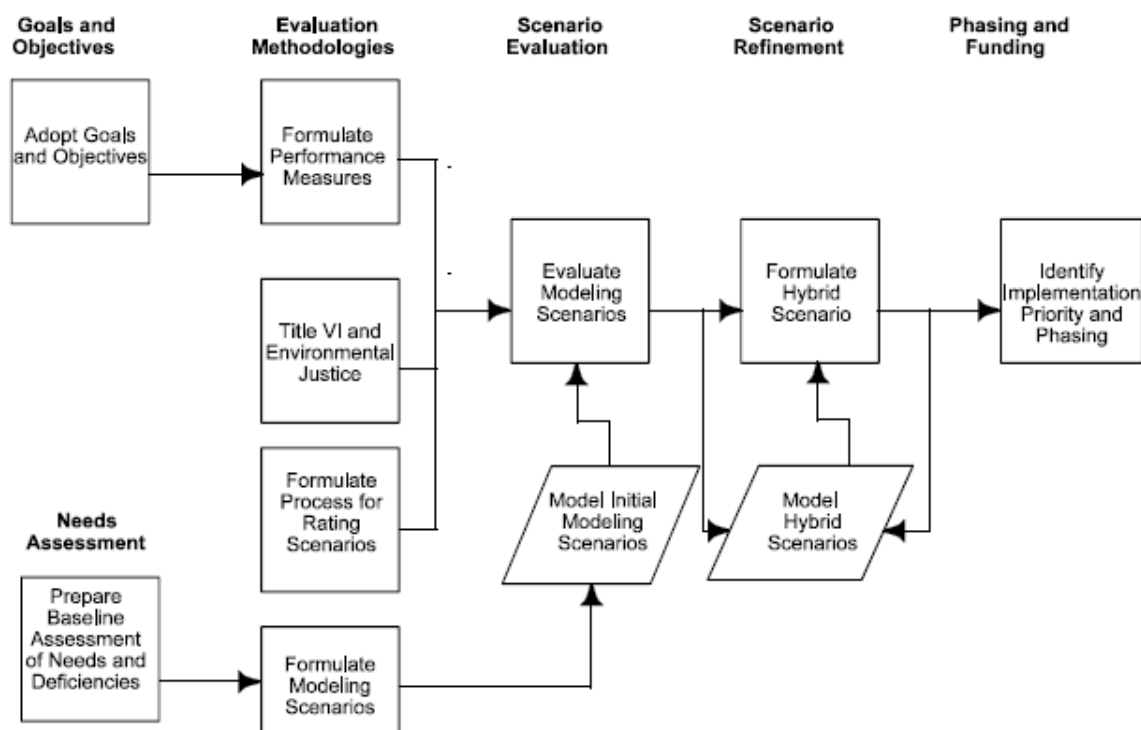 Goals and
Objectives
Evaluation
Methodologies
Scenario
Evaluation
Scenario
Refinement
Phasing and
Funding
Adopt Goals
and Objectives
Formulate
Performance
Measures
Evaluate
Modeling
Scenarios
Formulate
Hybrid
Scenario
Identify
Implementation
Priority and
Phasing
Title VI and
Environmental
Justice
Formulate
Process for
Rating
Scenarios
Model Initial
Modeling
Scenarios
Model
Hybrid
Scenarios
Needs
Assessment
Prepare
Baseline
Assessment
of Needs and
Deficiencies
Formulate
Modeling
Scenarios